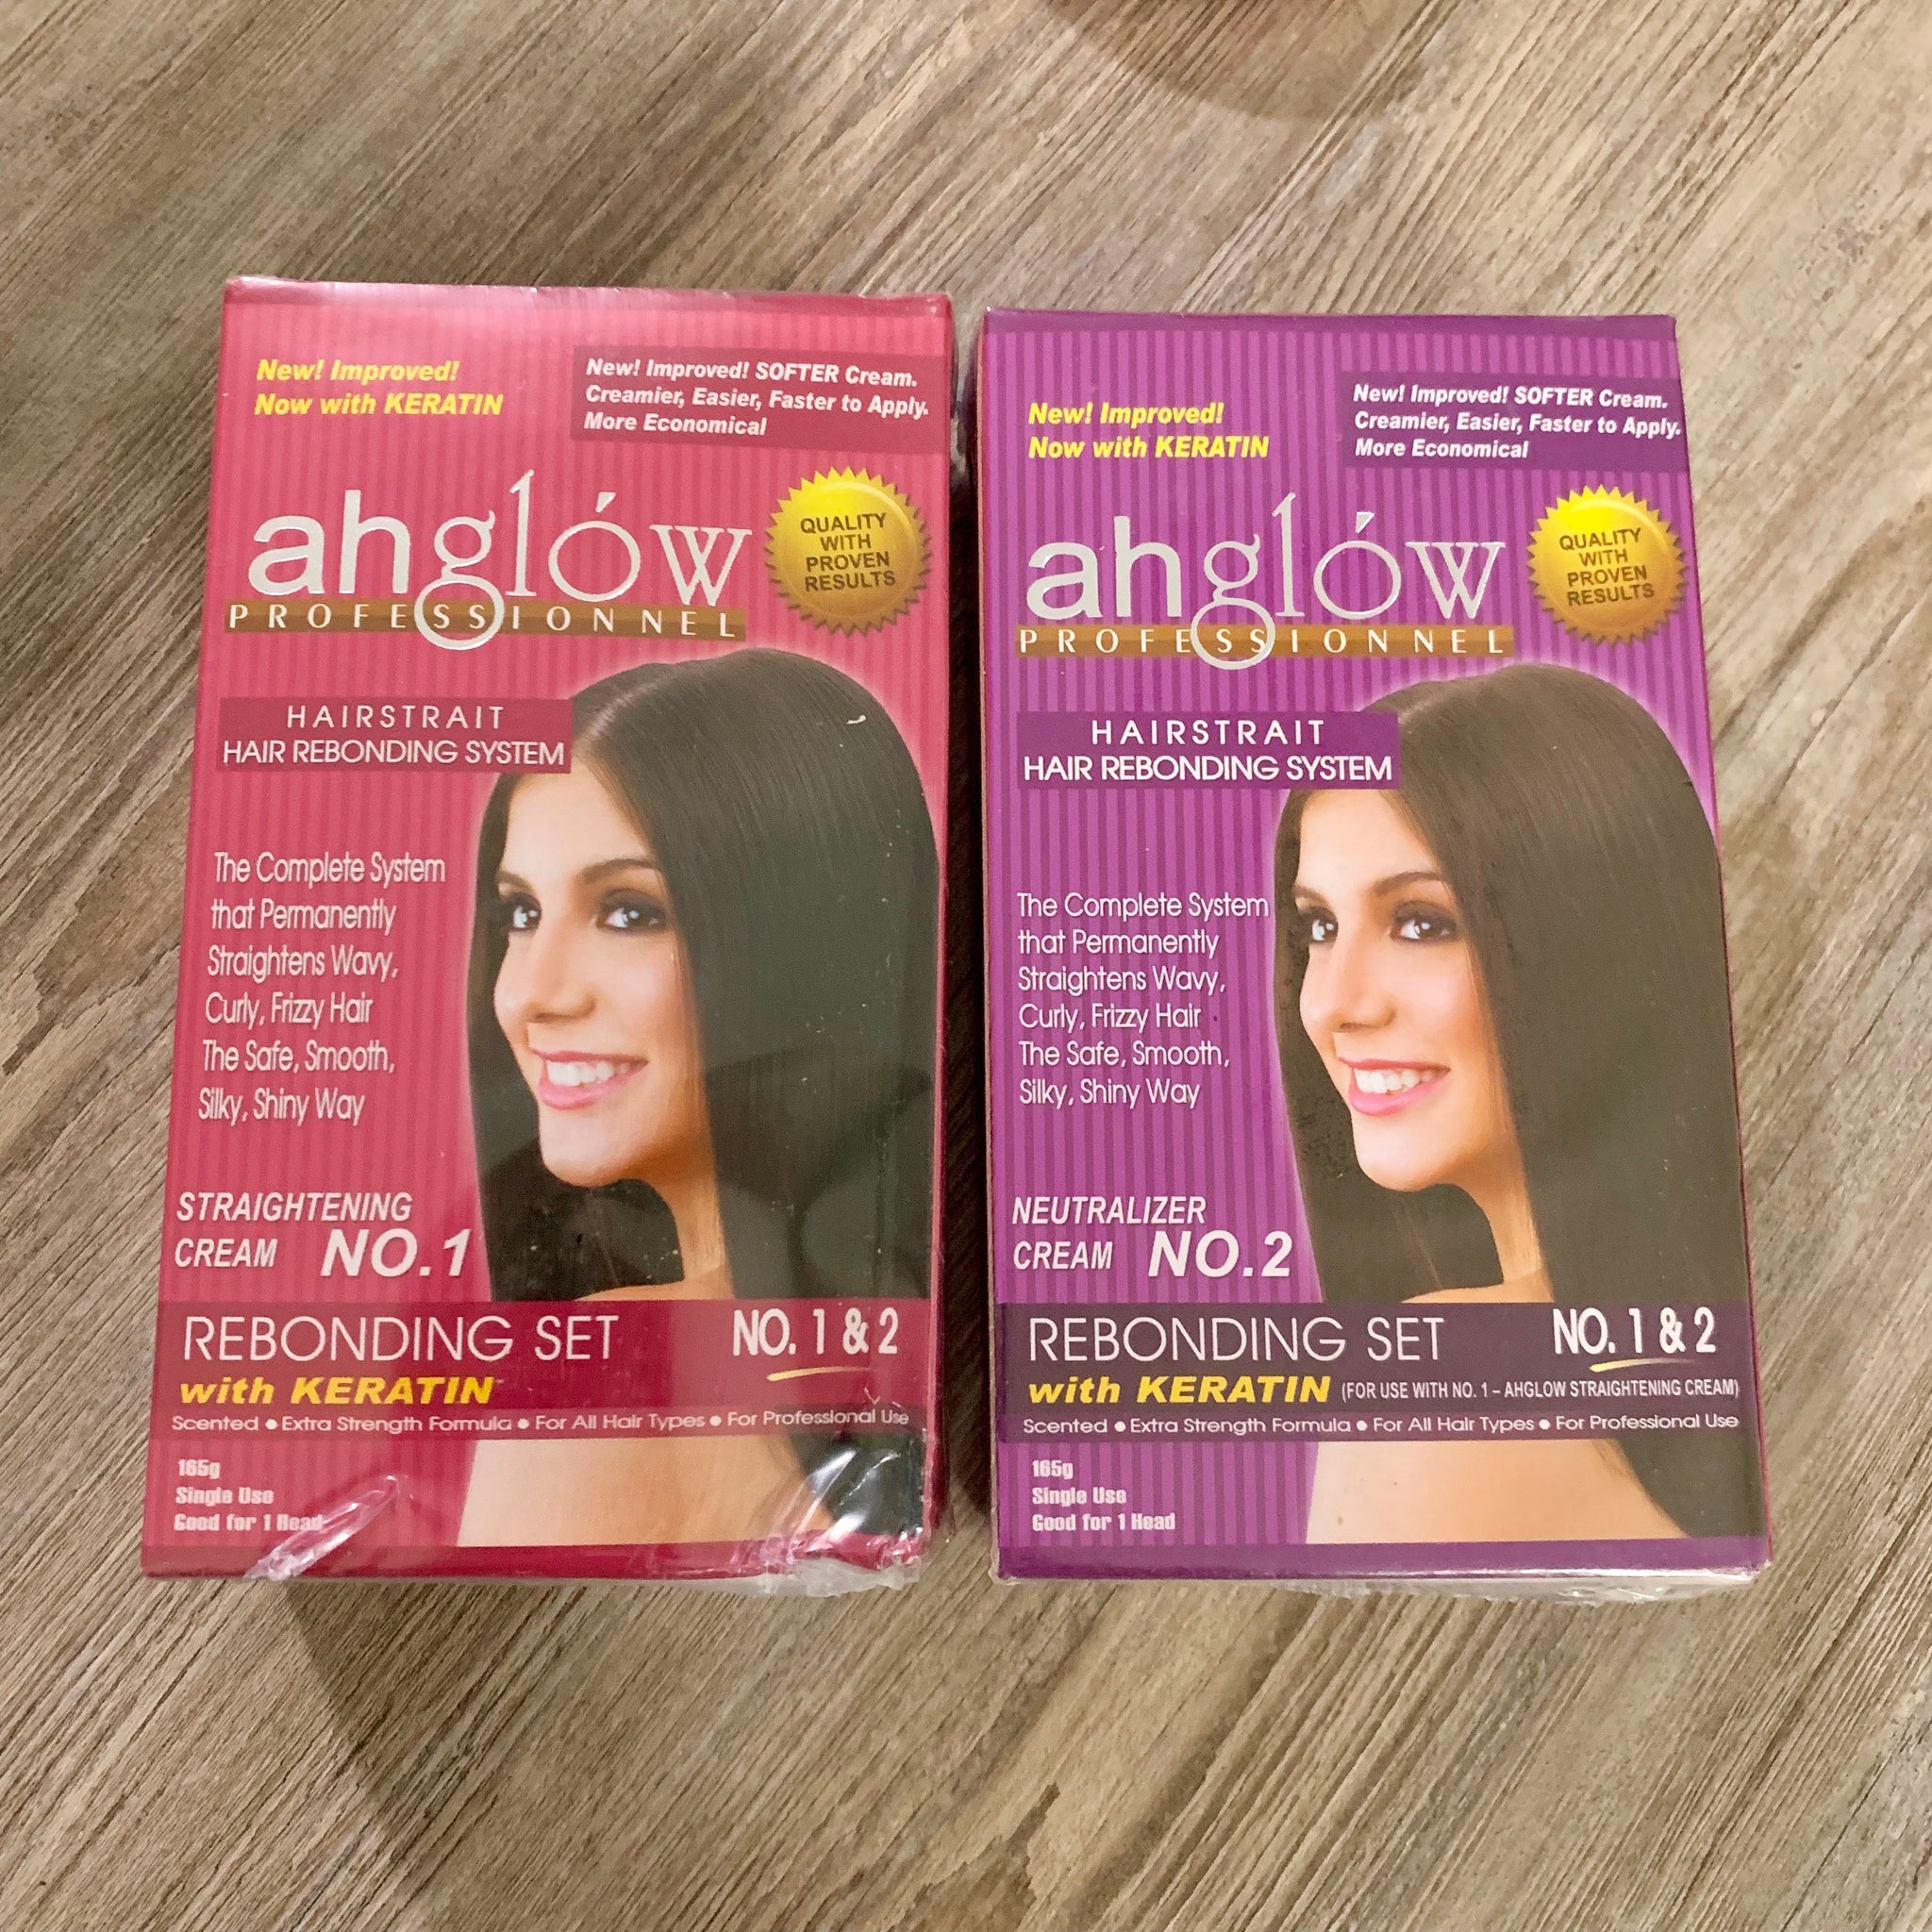 New! Improved!
Now with KERATIN
New! Improved! SOFTER Cream.
Creamier, Easier, Faster to Apply.
More Economical
ahglów
PROFESSIONNEL
QUALITY
WITH
PROVEN
RESULTS
HAIRSTRAIT
HAIR REBONDING SYSTEM
The Complete System
that Permanently
Straightens Wavy,
Curly, Frizzy Hair
The Safe, Smooth,
Silky, Shiny Way
STRAIGHTENING
CREAM NO.1
REBONDING SET NO. 1 & 2
with KERATIN
Scented • Extra Strength Formula • For All Hair Types • For Professional Use
165g
Single Use
Good for 1 Head
New! Improved!
Now with KERATIN
New! Improved! SOFTER Cream.
Creamier, Easier, Faster to Apply.
More Economical
ahglów
PROFESSIONNEL
QUALITY
WITH
PROVEN
RESULTS
HAIRSTRAIT
HAIR REBONDING SYSTEM
The Complete System
that Permanently
Straightens Wavy,
Curly, Frizzy Hair
The Safe, Smooth,
Silky, Shiny Way
NEUTRALIZER
CREAM NO.2
REBONDING SET NO. 1 & 2
with KERATIN (FOR USE WITH NO. 1 – AHGLOW STRAIGHTENING CREAM)
Scented • Extra Strength Formula • For All Hair Types • For Professional Use
165g
Single Use
Good for 1 Head